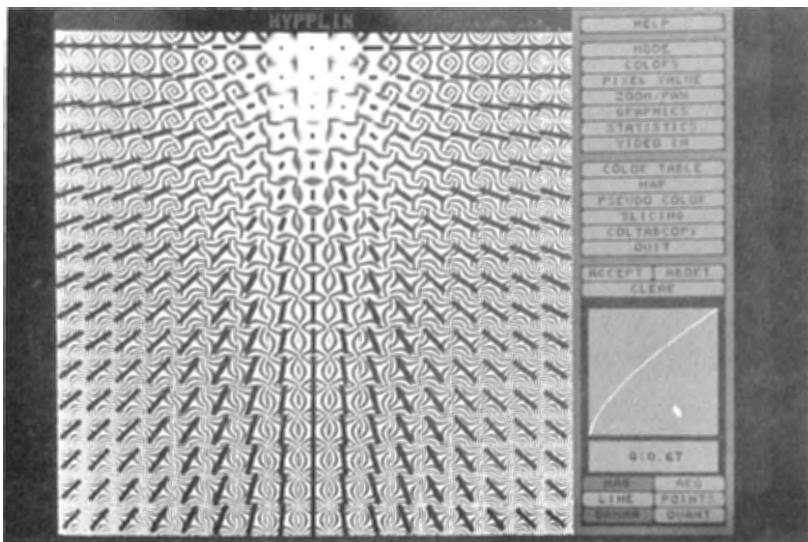 HYPPLIN
HELP
MODE
COLORS
PIXEL VALUE
ZOOM/PAN
GRAPHICS
STATISTICS
VIDEO IN
COLOR TABLE
MAP
PSEUDO COLOR
SLICING
COLTABCOPY
QUIT
ACCEPT ABORT
CLEAR
G:0.67
LINE POINTS
GAMMA QUANT